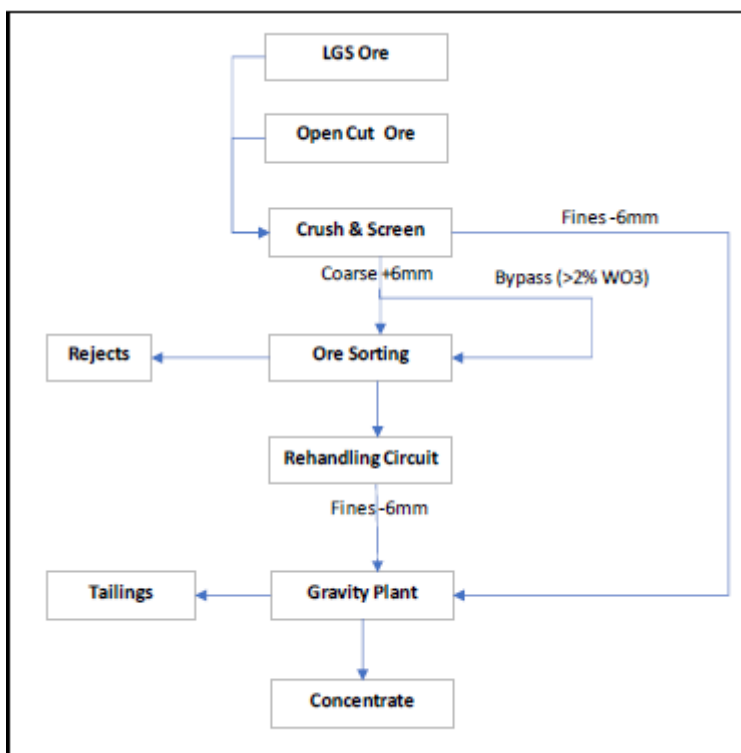 LGS Ore
Open Cut Ore
Crush & Screen
Fines -6mm
Coarse +6mm
Bypass (>2% WO3)
Rejects
Ore Sorting
Rehandling Circuit
Fines -6mm
Tailings
Gravity Plant
Concentrate